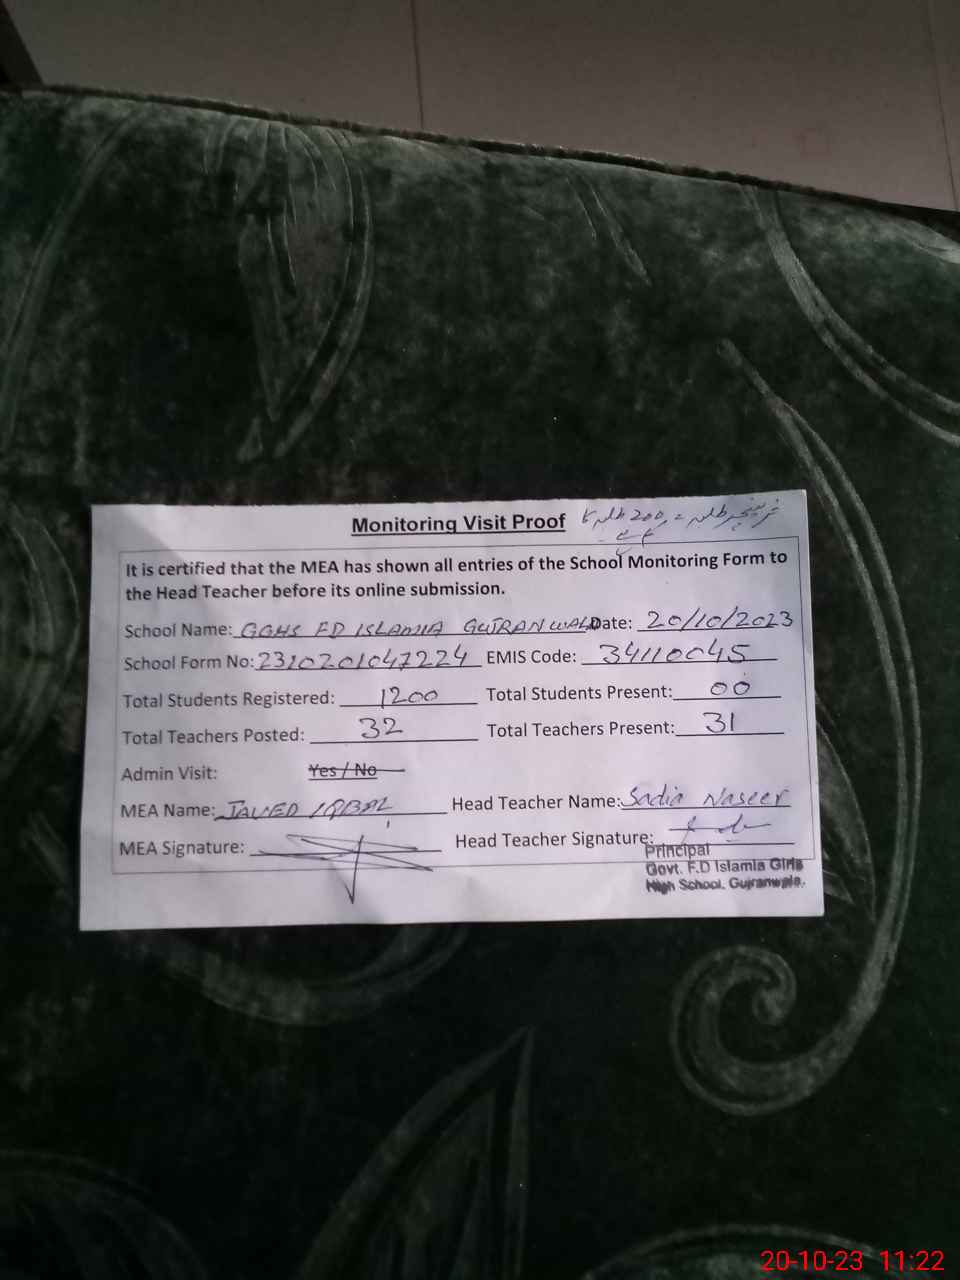 Monitoring Visit Proof
200
It is certified that the MEA has shown all entries of the School Monitoring Form to
the Head Teacher before its online submission.
School Name: GGHS FD ISLAMIA GUJRANWALA Date: 20/10/2023
School Form No: 2310201047224 EMIS Code: 34110045
Total Students Registered: 1200 Total Students Present: 00
Total Teachers Posted: 32 Total Teachers Present: 31
Admin Visit: Yes / No
MEA Name: JAVED IQBAL Head Teacher Name: Sadia Naseer
MEA Signature: Head Teacher Signature:
Principal
Govt. F.D Islamia Girls
High School. Gujranwala.
20-10-23 11:22